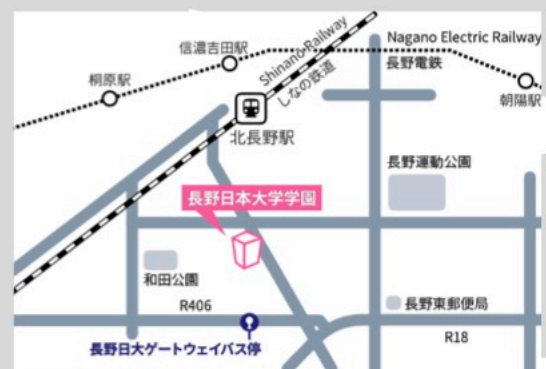 Nagano Electric Railway
長野電鉄
信濃吉田駅
Shinano Railway
しなの鉄道
桐原駅
朝陽駅
北長野駅
長野運動公園
長野日本大学学園
和田公園
R406
長野東郵便局
R18
長野日大ゲートウェイバス停